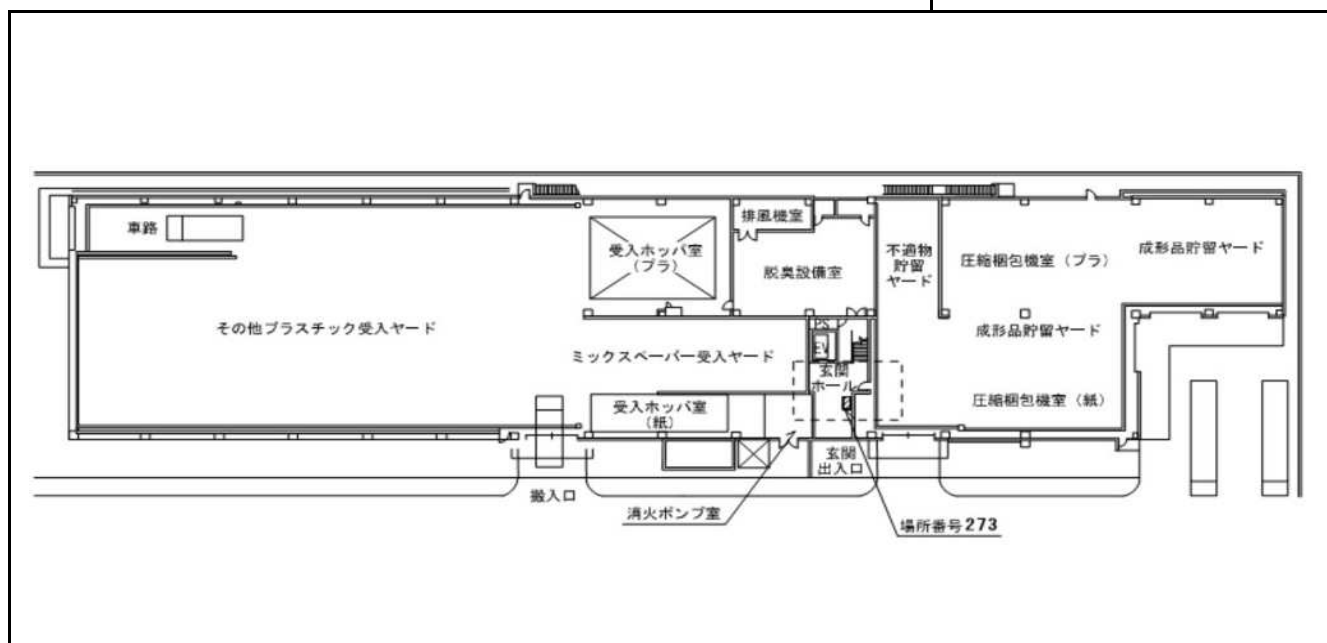 排風機室
車路
受入ホッパ室
(プラ)
脱臭設備室
不適物
貯留
ヤード
圧縮梱包機室(プラ)
成形品貯留ヤード
その他プラスチック受入ヤード
ミックスペーパー受入ヤード
PS
EV
玄関
ホール
成形品貯留ヤード
受入ホッパ室
(紙)
圧縮梱包機室(紙)
玄関
出入口
搬入口
消火ポンプ室
場所番号273